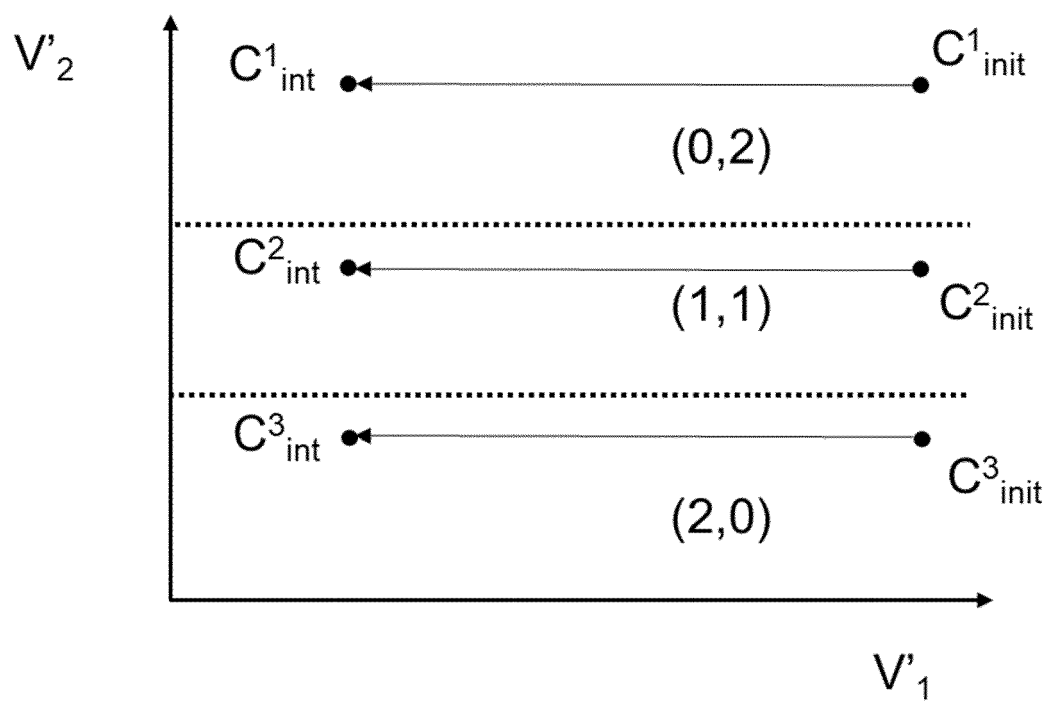 V’₂
C¹int
C¹init
(0,2)
C²int
(1,1)
C²init
C³int
C³init
(2,0)
V’₁